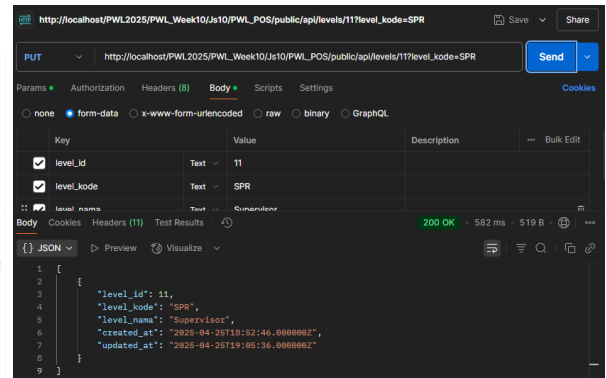 HTTP http://localhost/PWL2025/PWL_Week10/Js10/PWL_POS/public/api/levels/11?level_kode=SPR Save Share
PUT http://localhost/PWL2025/PWL_Week10/Js10/PWL_POS/public/api/levels/11?level_kode=SPR Send
Params Authorization Headers (8) Body Scripts Settings Cookies
none form-data x-www-form-urlencoded raw binary GraphQL
Key Value Description Bulk Edit
level_id Text 11
level_kode Text SPR
level_nama Text Supervisor
Body Cookies Headers (11) Test Results 200 OK 582 ms 519 B
{} JSON Preview Visualize
1 [
2 {
3 "level_id": 11,
4 "level_kode": "SPR",
5 "level_nama": "Supervisor",
6 "created_at": "2025-04-25T18:52:46.000000Z",
7 "updated_at": "2025-04-25T19:05:36.000000Z"
8 }
9 ]